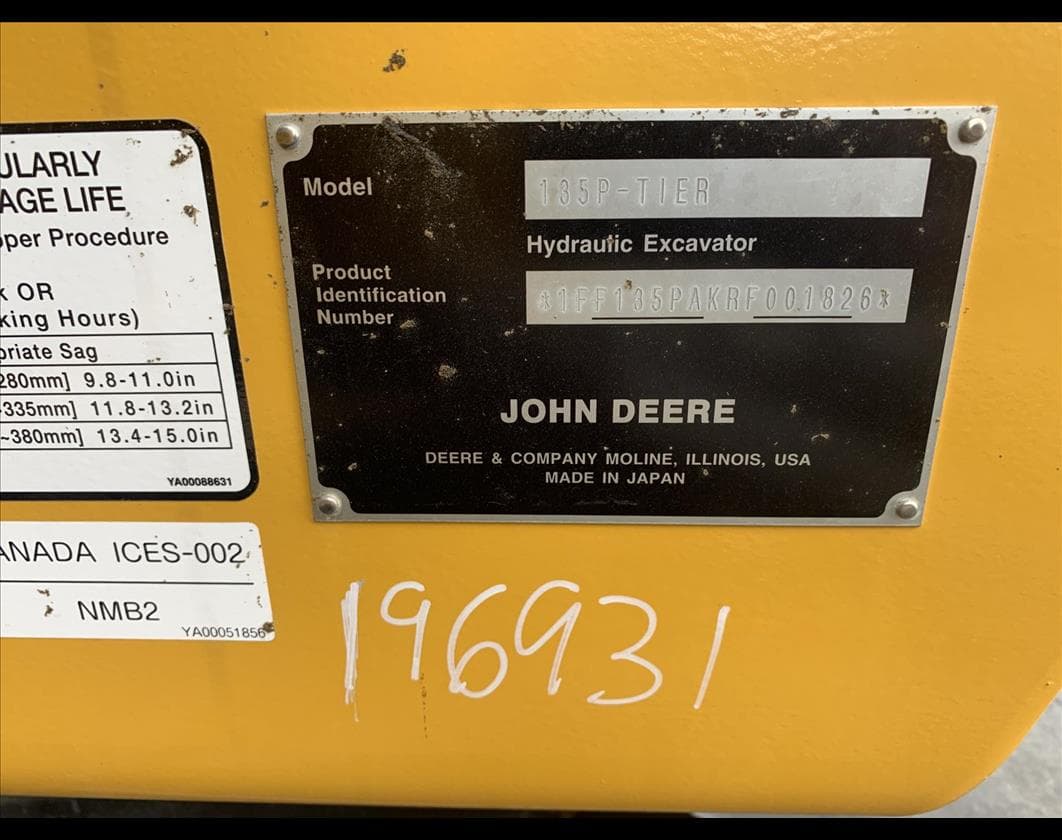 ULARLY
AGE LIFE
per Procedure
OR
king Hours)
priate Sag
280mm] 9.8-11.0in
335mm] 11.8-13.2in
~380mm] 13.4-15.0in
YA00088631
ANADA ICES-002
NMB2
YA00051856
Model
135P-TIER
Hydraulic Excavator
Product
Identification
Number
*1FF135PAKRF001826*
JOHN DEERE
DEERE & COMPANY MOLINE, ILLINOIS, USA
MADE IN JAPAN
196931